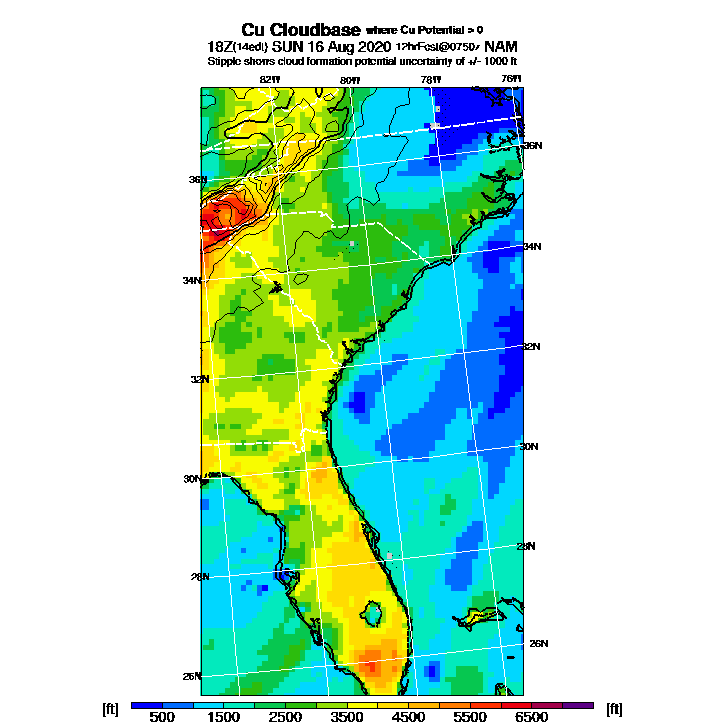 Cu Cloudbase where Cu Potential > 0
18Z(14edt) SUN 16 Aug 2020 12hrFcst@0750z NAM
Stipple shows cloud formation potential uncertainty of +/- 1000 ft
82W 80W 78W 76W
36N 36N
34N 34N
32N 32N
30N 30N
28N 28N
26N 26N
[ft] 500 1500 2500 3500 4500 5500 6500 [ft]